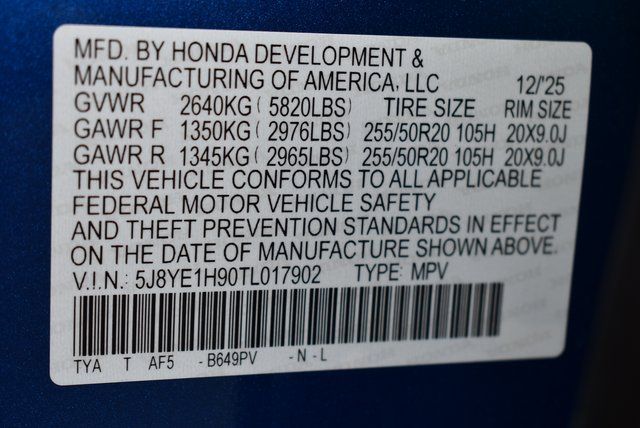 MFD. BY HONDA DEVELOPMENT &
MANUFACTURING OF AMERICA, LLC 12/'25
GVWR 2640KG ( 5820LBS) TIRE SIZE RIM SIZE
GAWR F 1350KG ( 2976LBS) 255/50R20 105H 20X9.0J
GAWR R 1345KG ( 2965LBS) 255/50R20 105H 20X9.0J
THIS VEHICLE CONFORMS TO ALL APPLICABLE
FEDERAL MOTOR VEHICLE SAFETY
AND THEFT PREVENTION STANDARDS IN EFFECT
ON THE DATE OF MANUFACTURE SHOWN ABOVE.
V.I.N.: 5J8YE1H90TL017902 TYPE: MPV
TYA T AF5 - B649PV - N - L